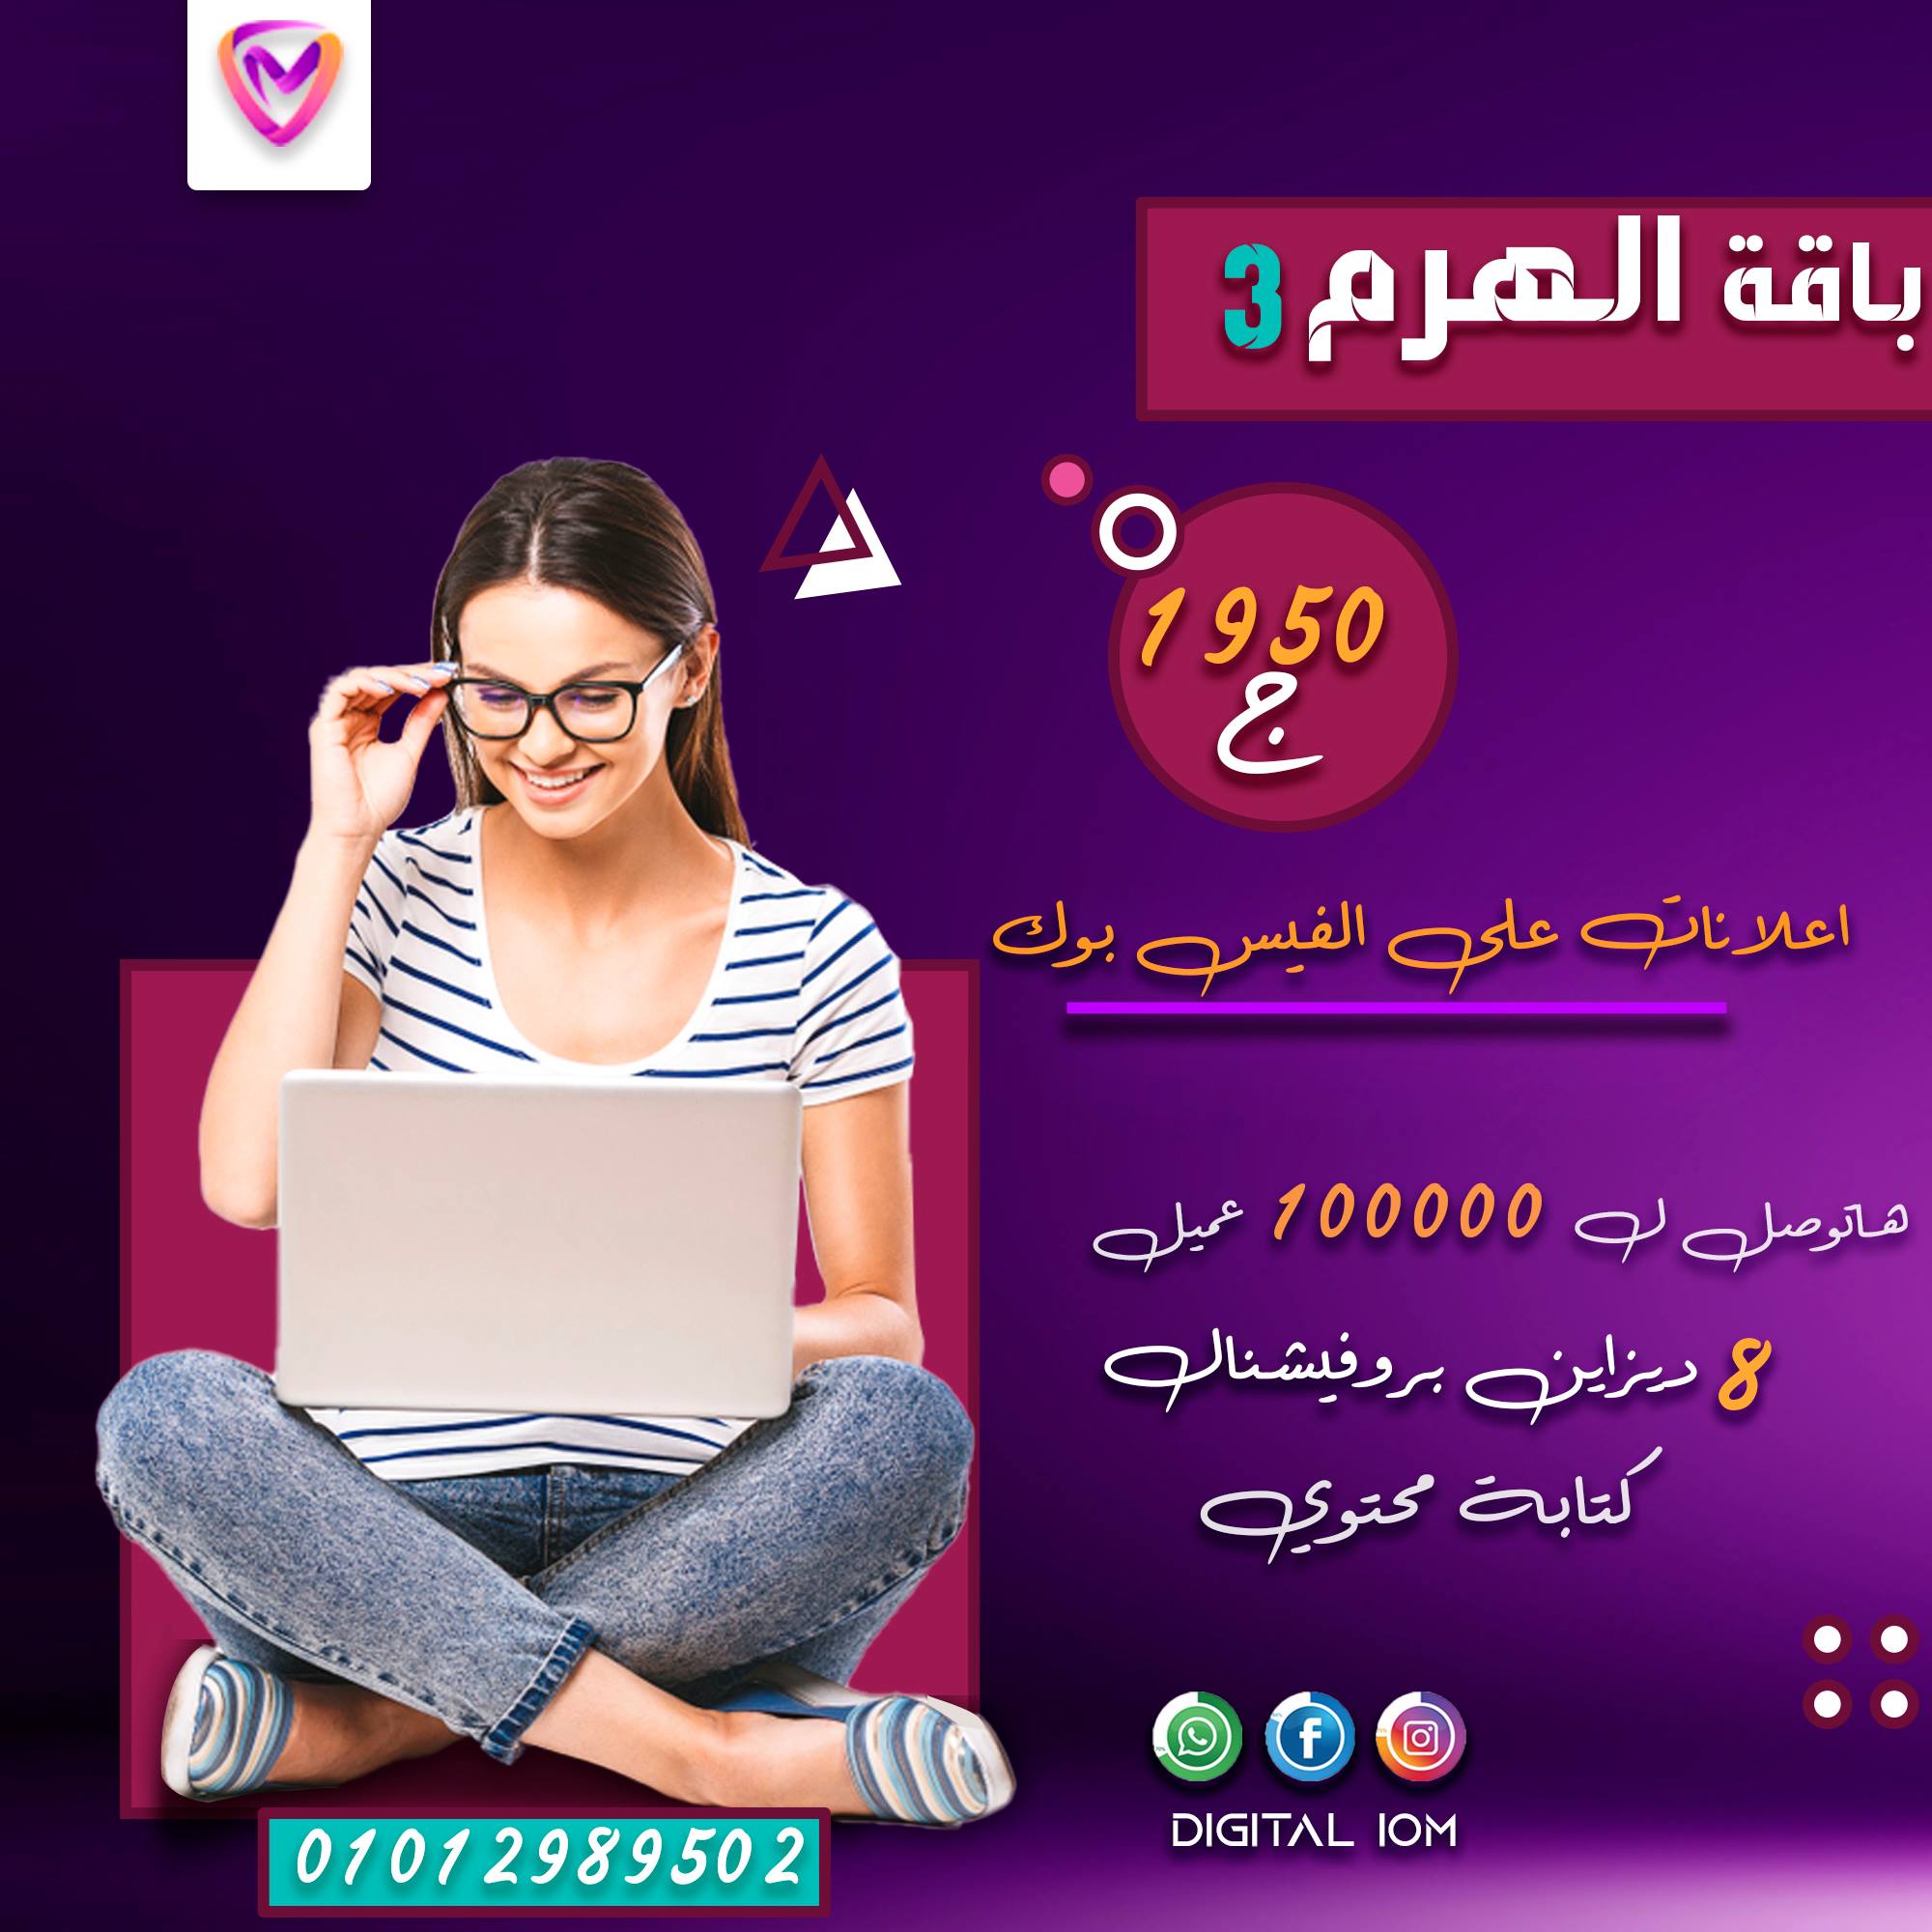 باقة الهرم 3
1950
ج
اعلانات على الفيس بوك
هاتوصل ل 100000 عميل
8 ديزاين بروفيشنال
كتابة محتوي
DIGITAL IOM
01012989502